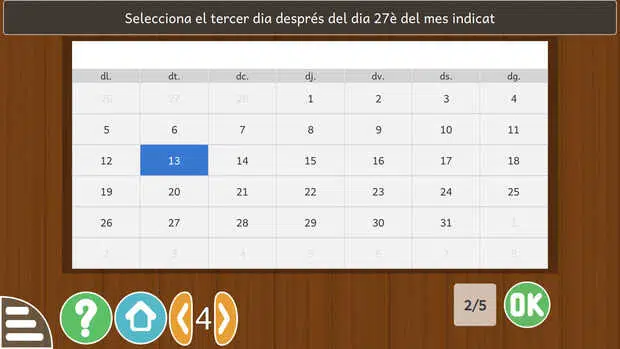 Selecciona el tercer dia després del dia 27è del mes indicat
dl. dt. dc. dj. dv. ds. dg.
26 27 28 1 2 3 4
5 6 7 8 9 10 11
12 13 14 15 16 17 18
19 20 21 22 23 24 25
26 27 28 29 30 31 1
2 3 4 5 6 7 8
? 4 2/5 OK